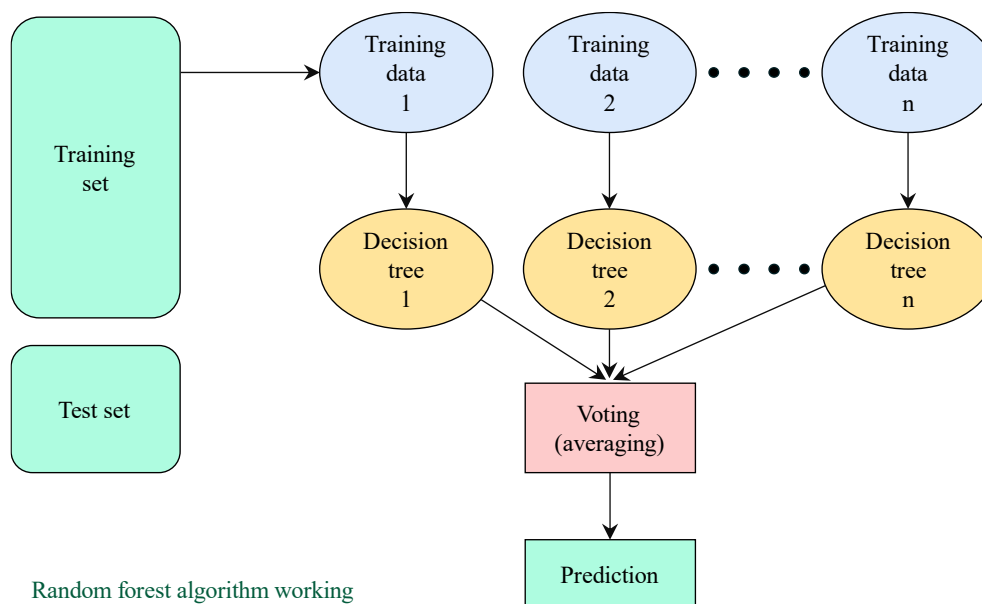 Training
set
Training
data
1
Training
data
2
Training
data
n
Decision
tree
1
Decision
tree
2
Decision
tree
n
Test set
Voting
(averaging)
Prediction
Random forest algorithm working